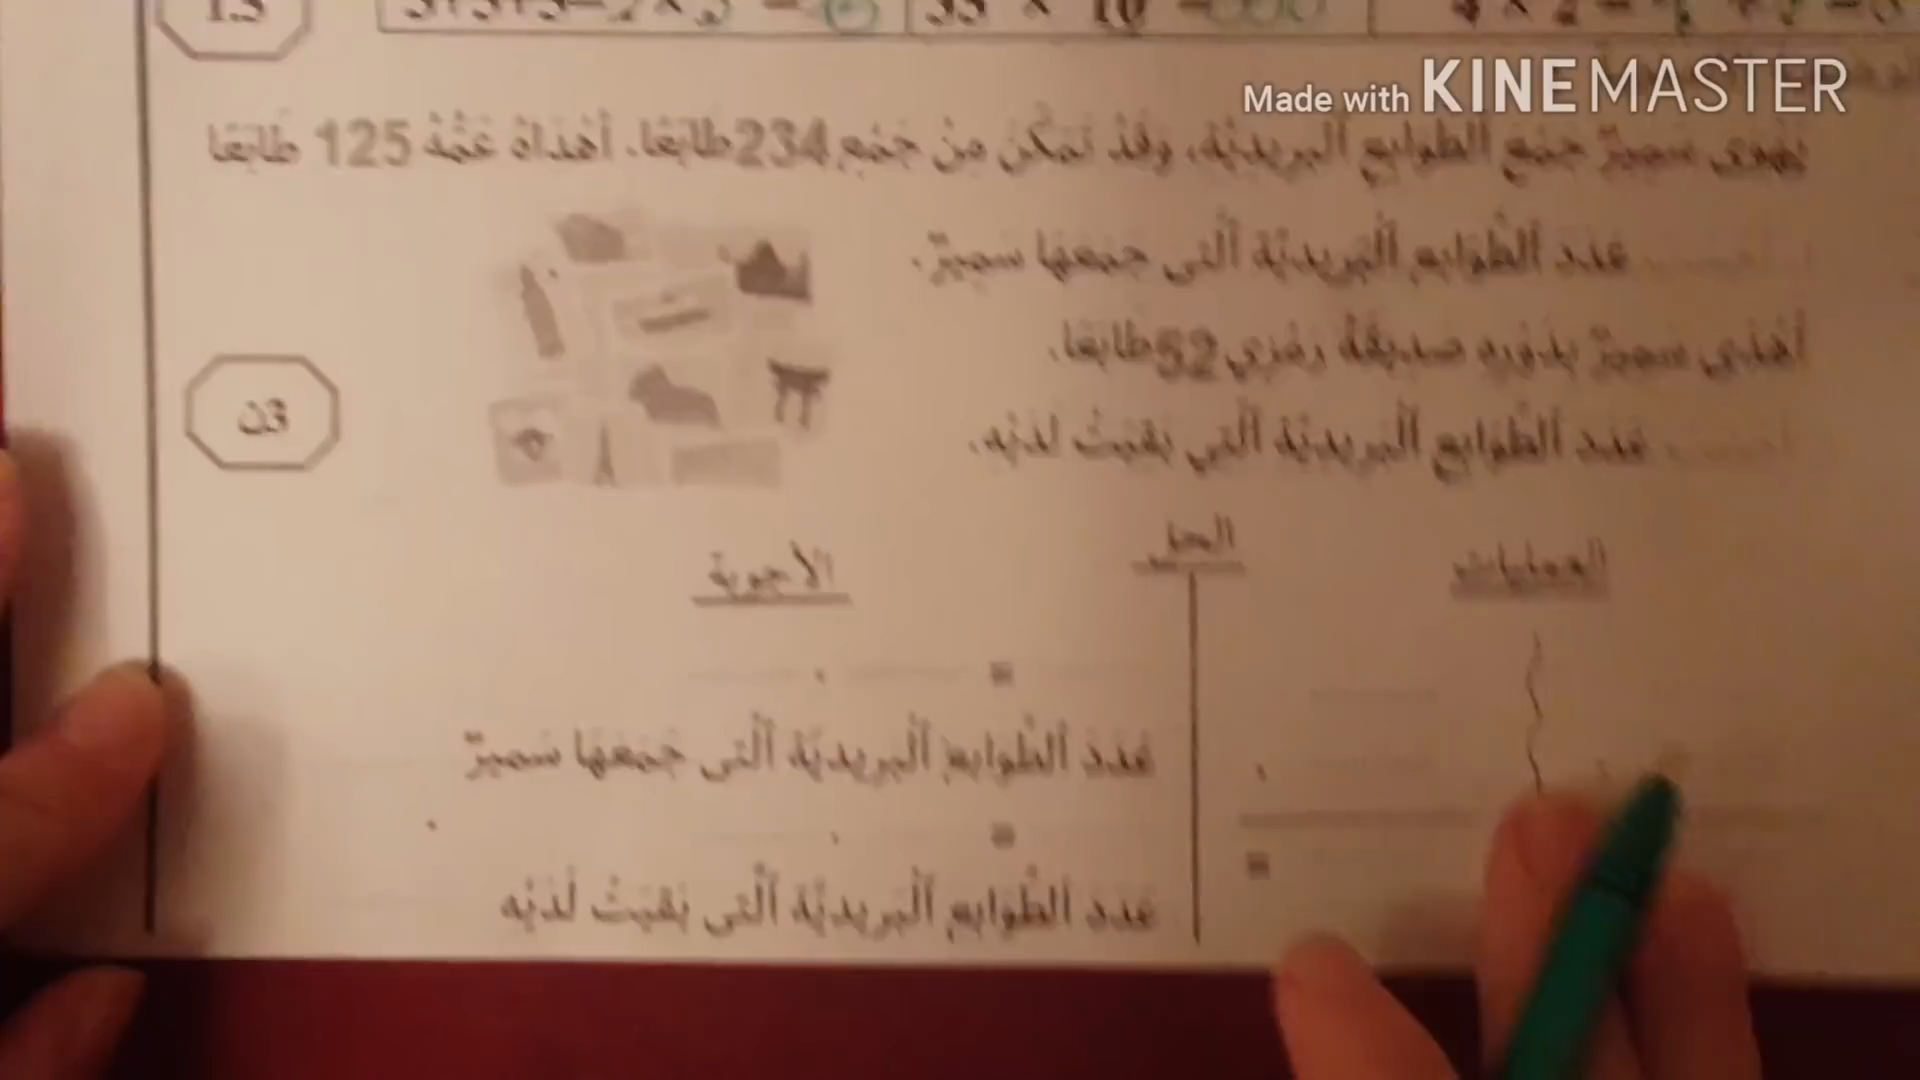 Made with KINEMASTER
يهوى سمير جمع الطوابع البريدية، وقد تمكن من جمع 234 طابعا. أهداه عمه 125 طابعا
عدد الطوابع البريدية التي جمعها سمير.
أهدى سمير بدوره صديقه رمزي 52 طابعا.
عدد الطوابع البريدية التي بقيت لديه.
ن3
الحل
العمليات
الأجوبة
=
عدد الطوابع البريدية التي جمعها سمير
=
=
عدد الطوابع البريدية التي بقيت لديه